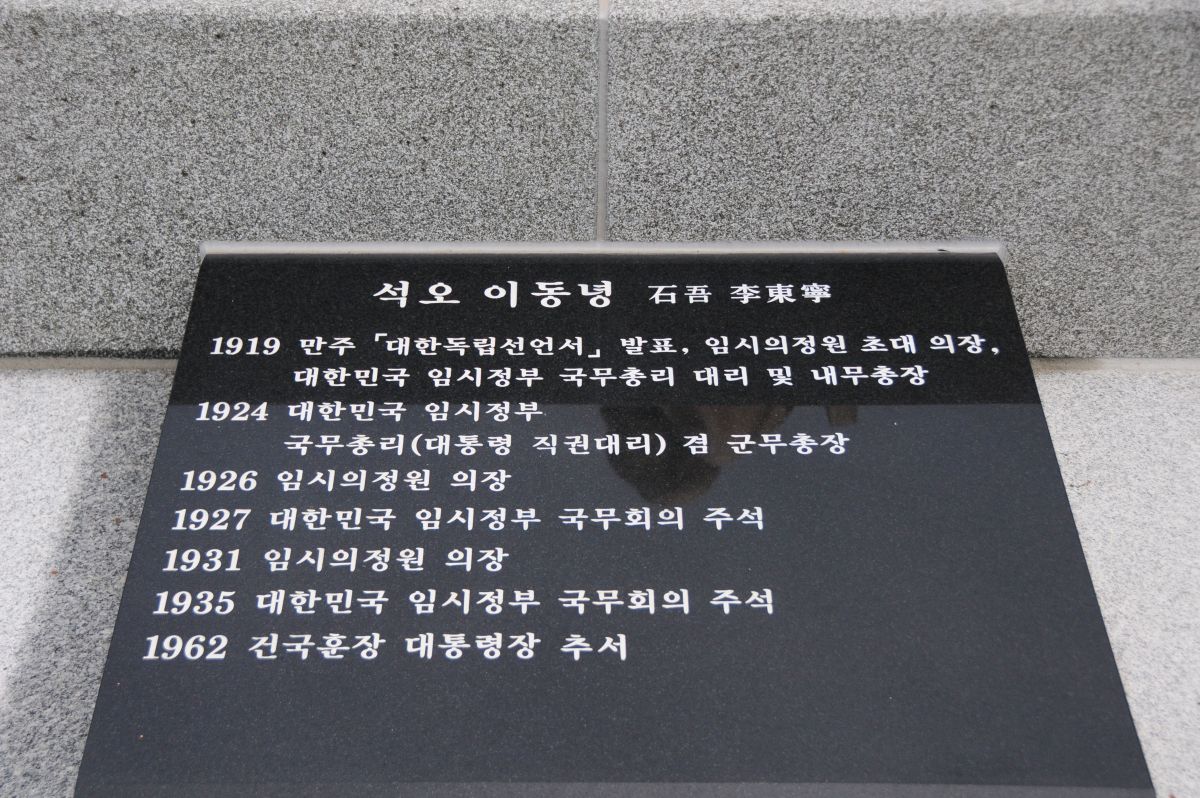 석오 이동녕 石吾 李東寧
1919 만주 「대한독립선언서」 발표, 임시의정원 초대 의장,
대한민국 임시정부 국무총리 대리 및 내무총장
1924 대한민국 임시정부
국무총리(대통령 직권대리) 겸 군무총장
1926 임시의정원 의장
1927 대한민국 임시정부 국무회의 주석
1931 임시의정원 의장
1935 대한민국 임시정부 국무회의 주석
1962 건국훈장 대통령장 추서